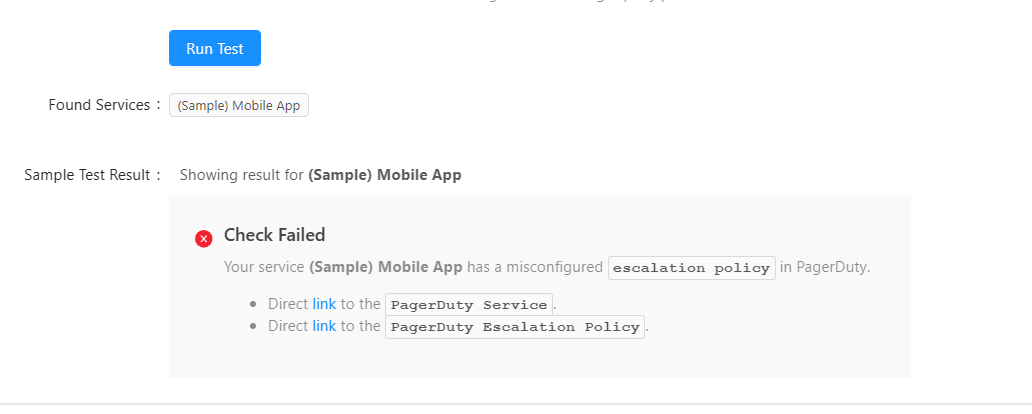 Run Test
Found Services :
(Sample) Mobile App
Sample Test Result :
Showing result for (Sample) Mobile App
Check Failed
Your service (Sample) Mobile App has a misconfigured escalation policy in PagerDuty.
• Direct link to the PagerDuty Service.
• Direct link to the PagerDuty Escalation Policy.